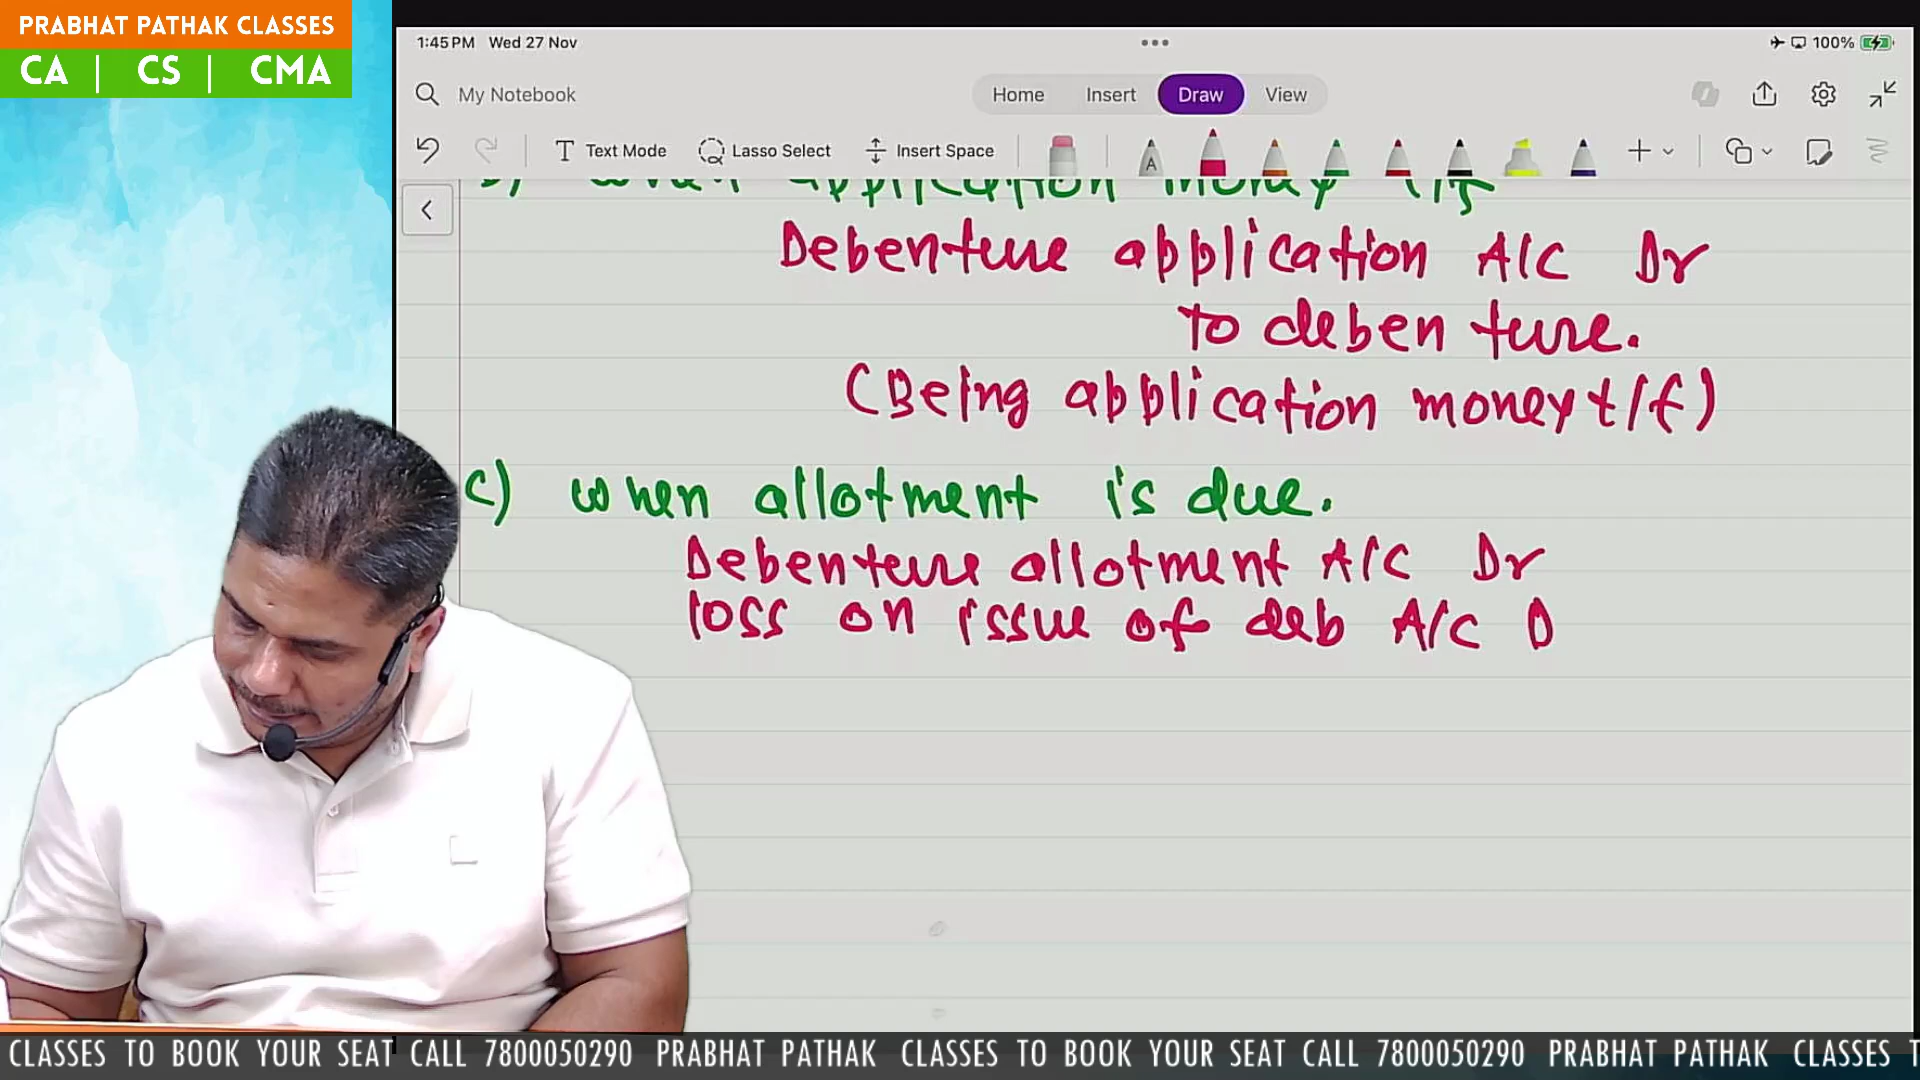 PRABHAT PATHAK CLASSES
CA | CS | CMA
1:45 PM Wed 27 Nov
100%
My Notebook
Home Insert Draw View
Text Mode Lasso Select Insert Space
A
b) when application money t/f
Debenture application A/C Dr
to debenture.
(Being application money t/f)
c) when allotment is due.
Debenture allotment A/C Dr
loss on issue of deb A/C D
CLASSES TO BOOK YOUR SEAT CALL 7800050290 PRABHAT PATHAK CLASSES TO BOOK YOUR SEAT CALL 7800050290 PRABHAT PATHAK CLASSES T